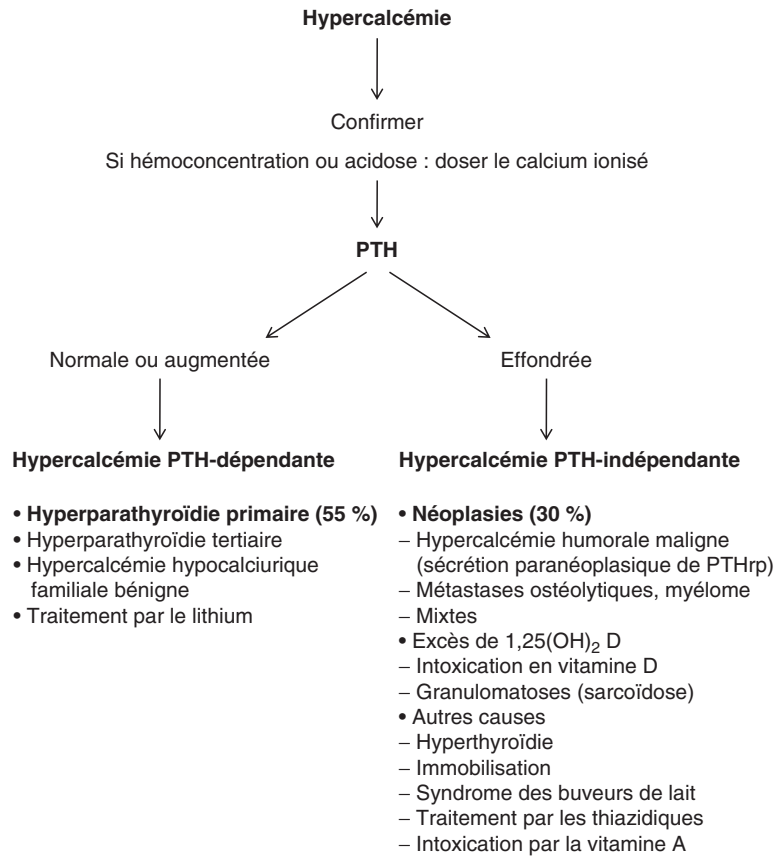 Hypercalcémie
Confirmer
Si hémoconcentration ou acidose : doser le calcium ionisé
PTH
Normale ou augmentée
Effondrée
Hypercalcémie PTH-dépendante
• Hyperparathyroïdie primaire (55 %)
• Hyperparathyroïdie tertiaire
• Hypercalcémie hypocalciurique
familiale bénigne
• Traitement par le lithium
Hypercalcémie PTH-indépendante
• Néoplasies (30 %)
– Hypercalcémie humorale maligne
(sécrétion paranéoplasique de PTHrp)
– Métastases ostéolytiques, myélome
– Mixtes
• Excès de 1,25(OH)₂ D
– Intoxication en vitamine D
– Granulomatoses (sarcoïdose)
• Autres causes
– Hyperthyroïdie
– Immobilisation
– Syndrome des buveurs de lait
– Traitement par les thiazidiques
– Intoxication par la vitamine A